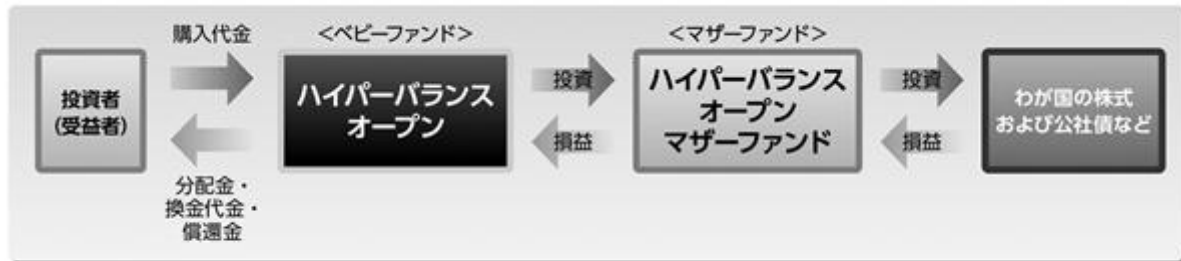 購入代金
<ベビーファンド>
<マザーファンド>
投資者
(受益者)
ハイパーバランス
オープン
投資
損益
ハイパーバランス
オープン
マザーファンド
投資
損益
わが国の株式
および公社債など
分配金・
換金代金・
償還金